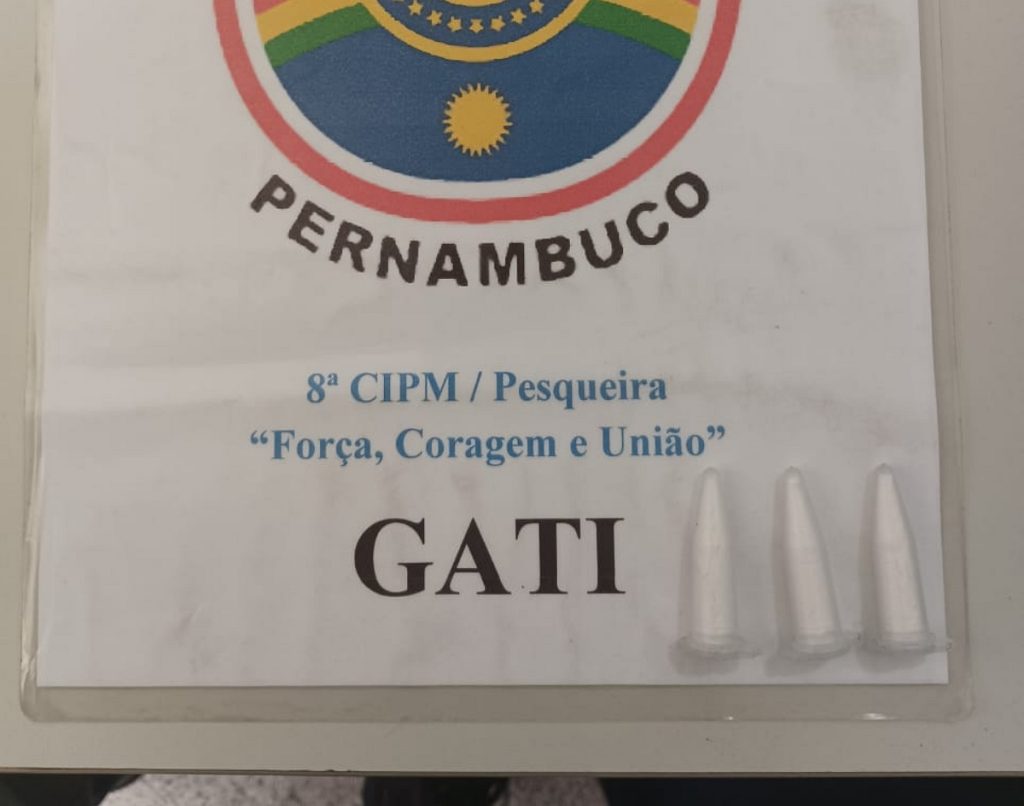 PERNAMBUCO
8ª CIPM / Pesqueira
“Força, Coragem e União”
GATI